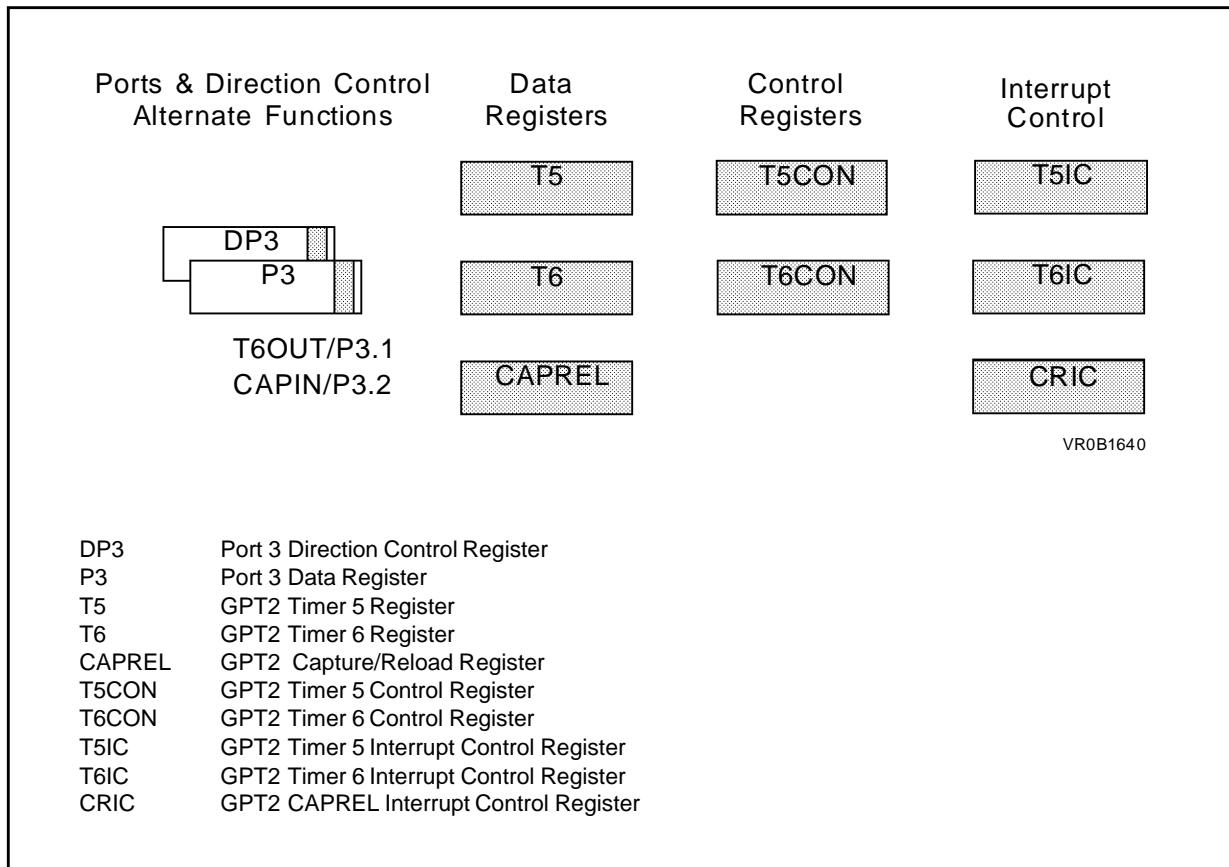 Ports & Direction Control
Alternate Functions
Data
Registers
Control
Registers
Interrupt
Control
T5
T5CON
T5IC
DP3
P3
T6
T6CON
T6IC
T6OUT/P3.1
CAPIN/P3.2
CAPREL
CRIC
VR0B1640
DP3 Port 3 Direction Control Register
P3 Port 3 Data Register
T5 GPT2 Timer 5 Register
T6 GPT2 Timer 6 Register
CAPREL GPT2 Capture/Reload Register
T5CON GPT2 Timer 5 Control Register
T6CON GPT2 Timer 6 Control Register
T5IC GPT2 Timer 5 Interrupt Control Register
T6IC GPT2 Timer 6 Interrupt Control Register
CRIC GPT2 CAPREL Interrupt Control Register